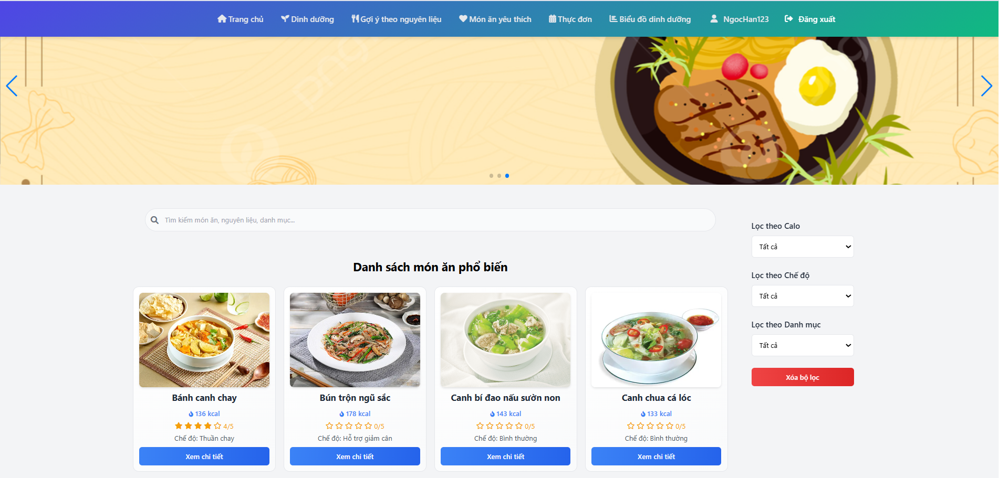 Trang chủ Dinh dưỡng Gợi ý theo nguyên liệu Món ăn yêu thích Thực đơn Biểu đồ dinh dưỡng NgocHan123 Đăng xuất
png
Tìm kiếm món ăn, nguyên liệu, danh mục...
Danh sách món ăn phổ biến
Bánh canh chay
136 kcal
4/5
Chế độ: Thuần chay
Xem chi tiết
Bún trộn ngũ sắc
178 kcal
0/5
Chế độ: Hỗ trợ giảm cân
Xem chi tiết
Canh bí đao nấu sườn non
143 kcal
0/5
Chế độ: Bình thường
Xem chi tiết
Canh chua cá lóc
133 kcal
0/5
Chế độ: Bình thường
Xem chi tiết
Lọc theo Calo
Tất cả
Lọc theo Chế độ
Tất cả
Lọc theo Danh mục
Tất cả
Xóa bộ lọc